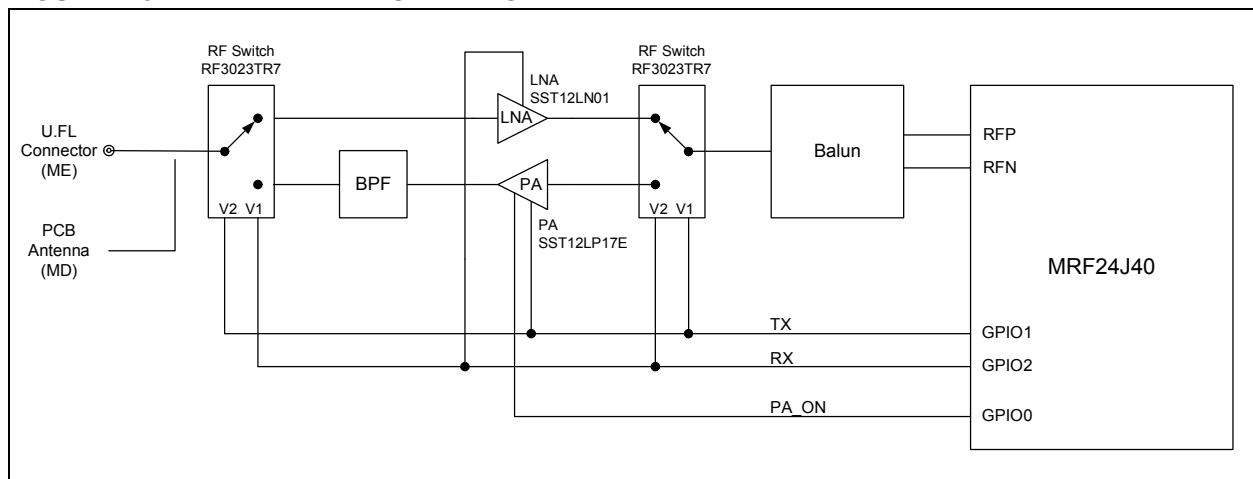 RF Switch
RF3023TR7
RF Switch
RF3023TR7
LNA
SST12LN01
LNA
U.FL
Connector
(ME)
Balun
RFP
RFN
BPF
PA
V2 V1
V2 V1
PA
SST12LP17E
PCB
Antenna
(MD)
MRF24J40
TX
GPIO1
RX
GPIO2
PA_ON
GPIO0